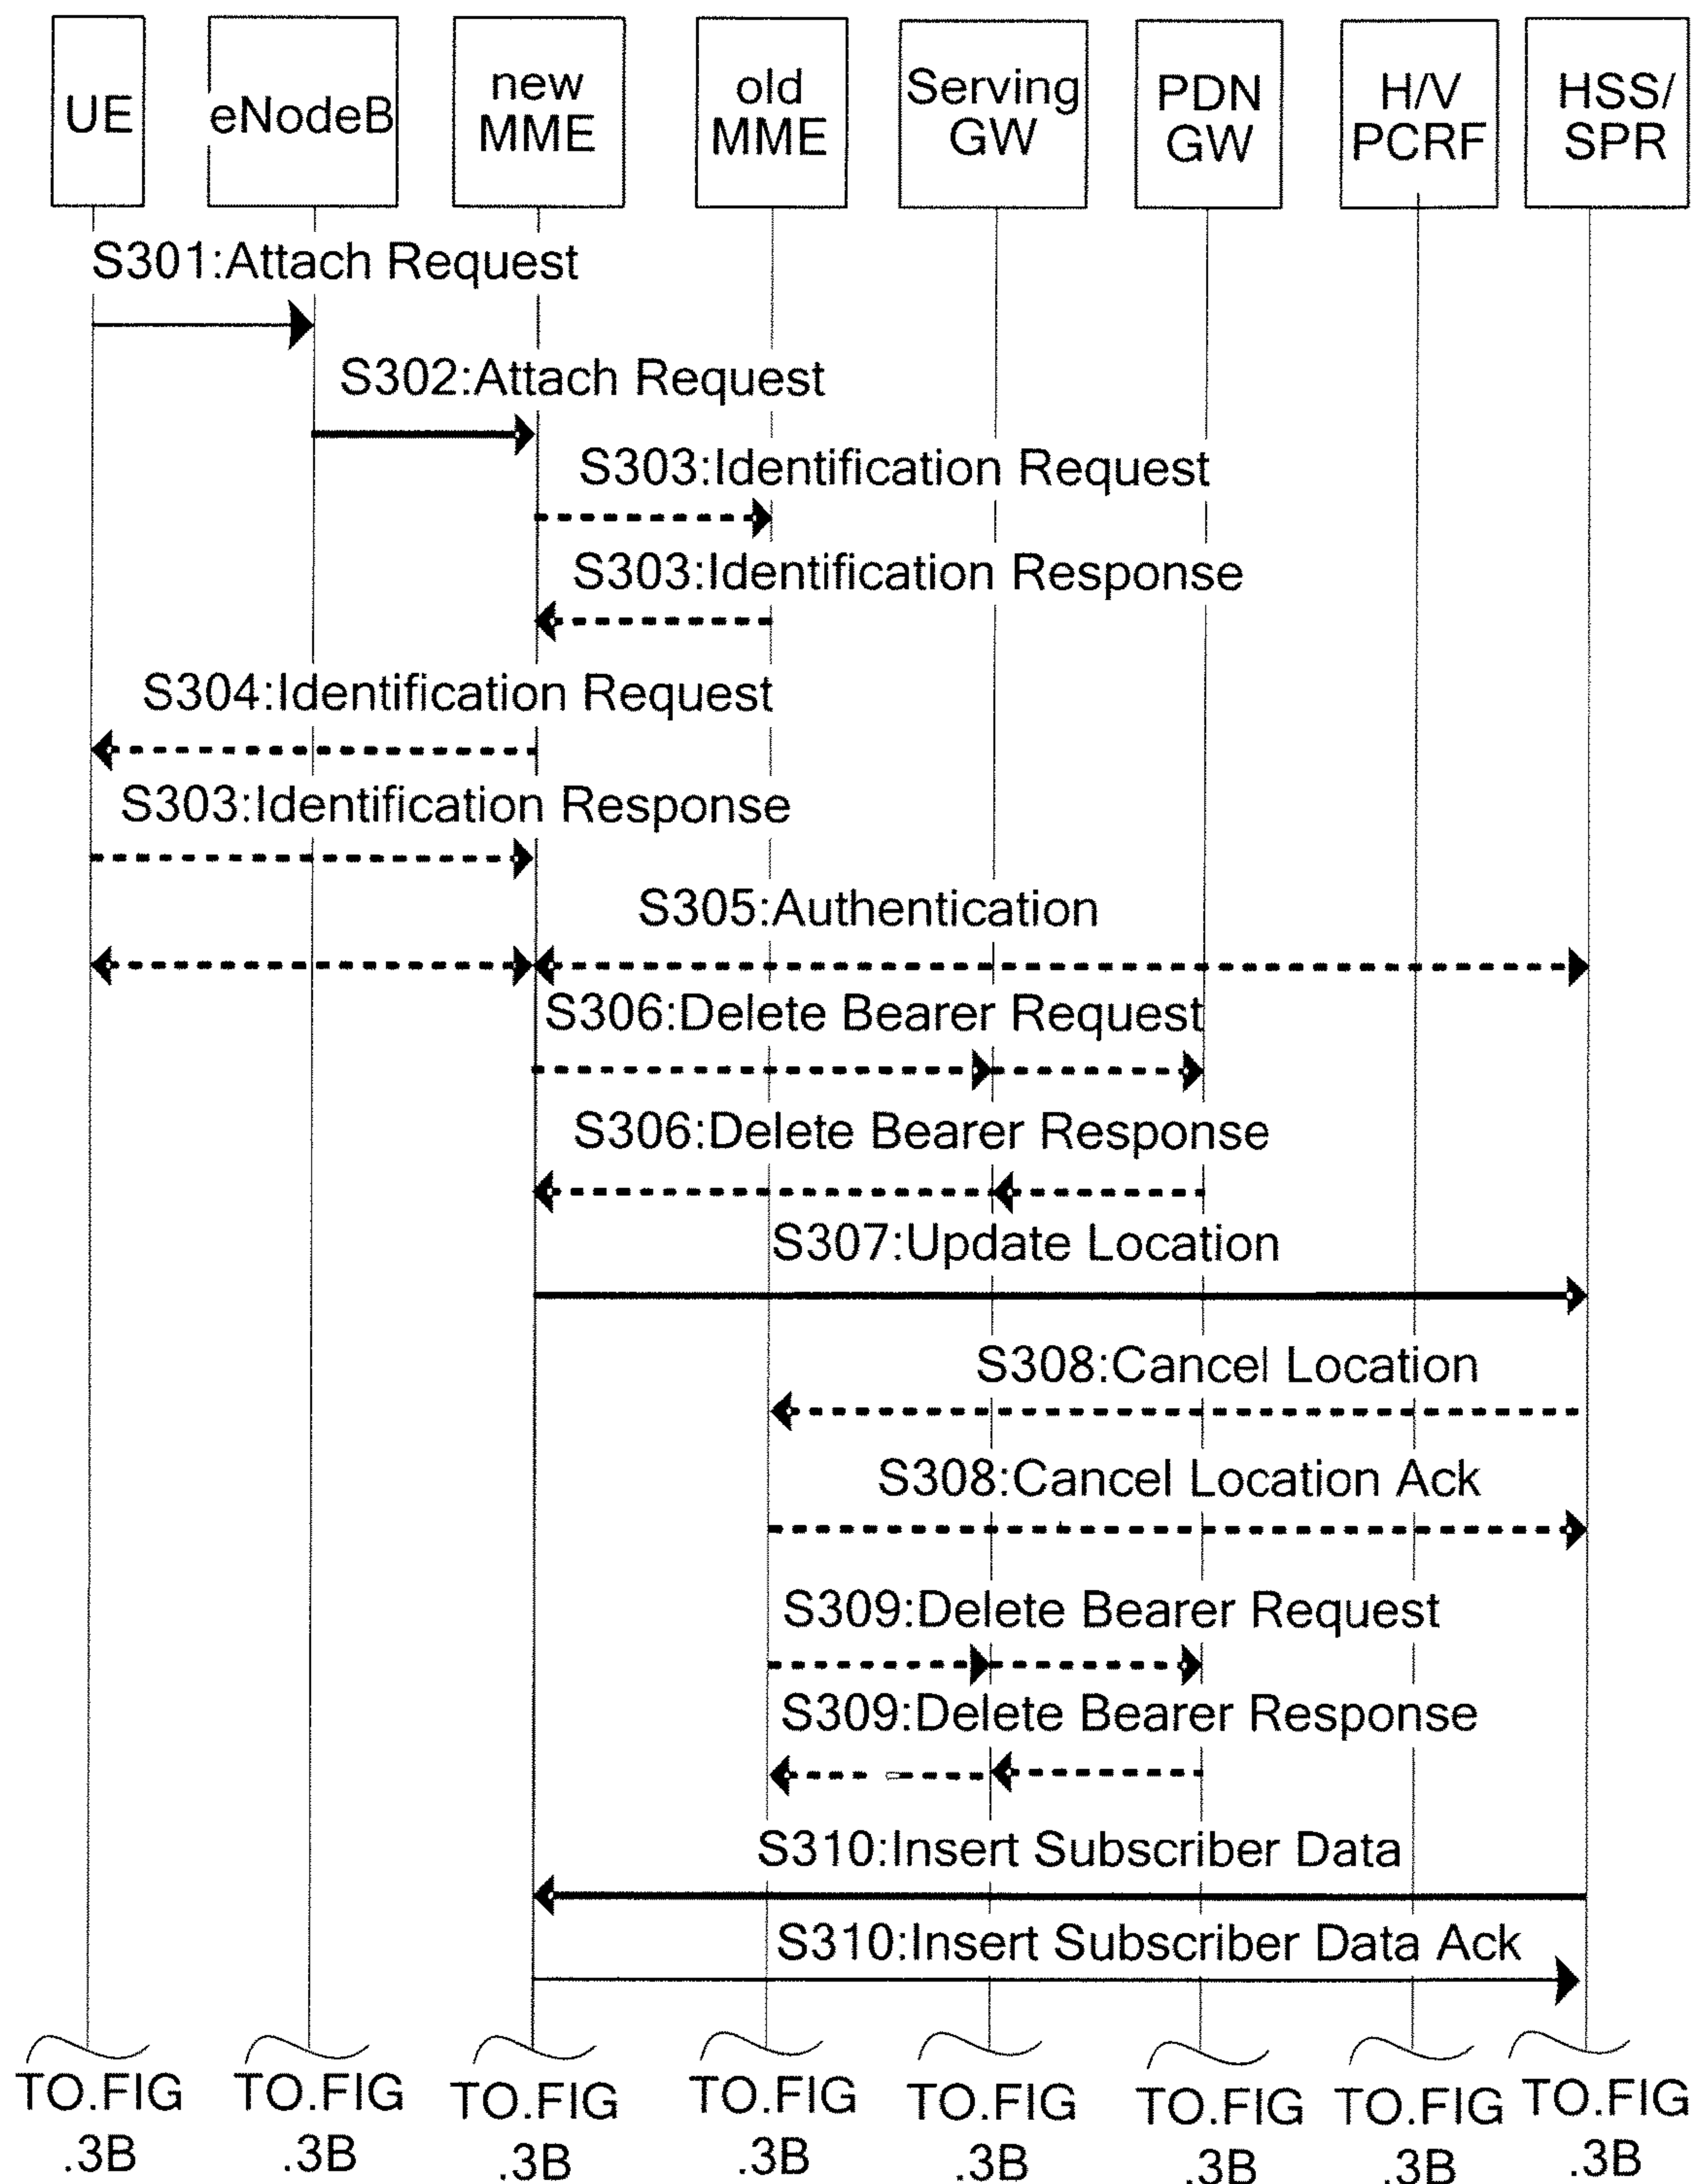 UE
eNodeB
new
MME
old
MME
Serving
GW
PDN
GW
H/V
PCRF
HSS/
SPR
S301:Attach Request
S302:Attach Request
S303:Identification Request
S303:Identification Response
S304:Identification Request
S303:Identification Response
S305:Authentication
S306:Delete Bearer Request
S306:Delete Bearer Response
S307:Update Location
S308:Cancel Location
S308:Cancel Location Ack
S309:Delete Bearer Request
S309:Delete Bearer Response
S310:Insert Subscriber Data
S310:Insert Subscriber Data Ack
TO.FIG
.3B
TO.FIG
.3B
TO.FIG
.3B
TO.FIG
.3B
TO.FIG
.3B
TO.FIG
.3B
TO.FIG
.3B
TO.FIG
.3B